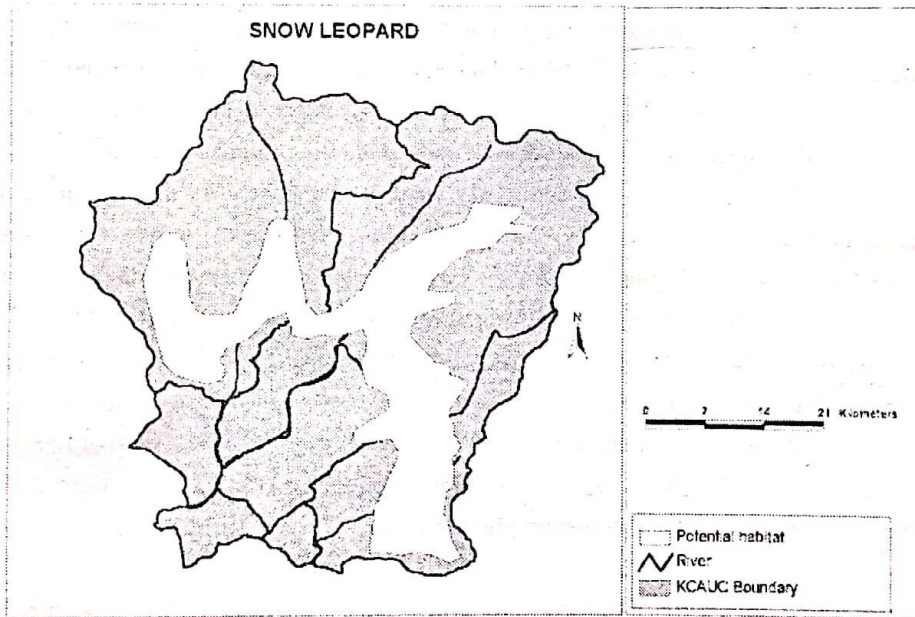 SNOW LEOPARD
N
0 7 14 21 Kilometers
Potential habitat
River
KCAUC Boundary